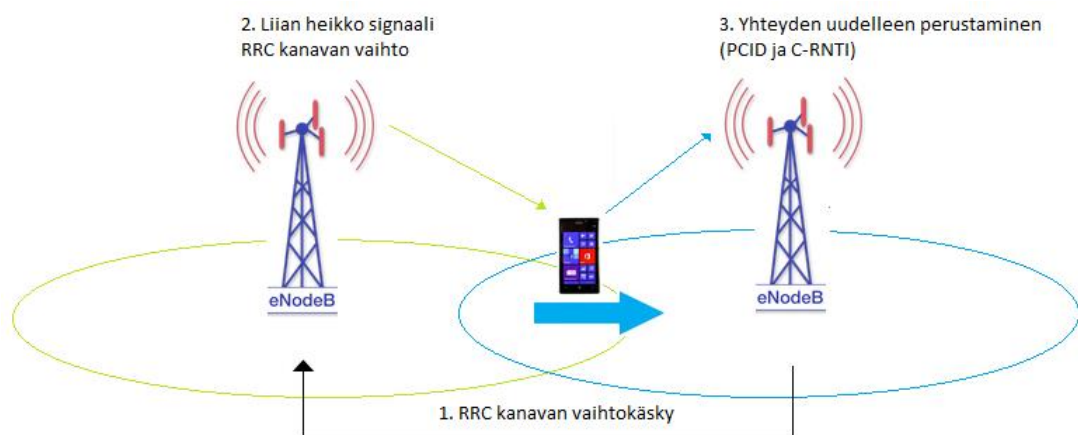 2. Liian heikko signaali
RRC kanavan vaihto
3. Yhteyden uudelleen perustaminen
(PCID ja C-RNTI)
eNodeB
eNodeB
1. RRC kanavan vaihtokäsky